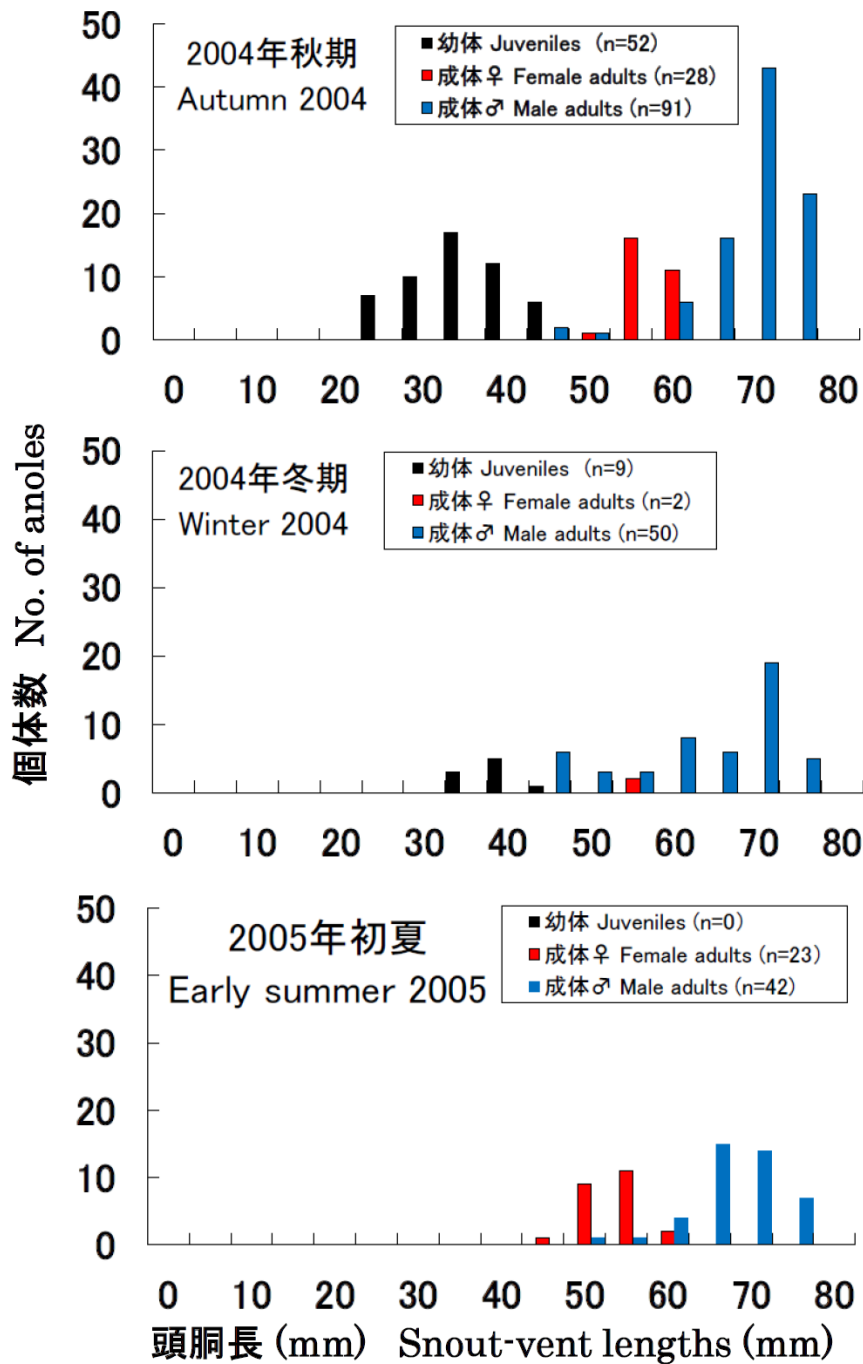 2004年秋期
Autumn 2004
幼体 Juveniles (n=52)
成体♀ Female adults (n=28)
成体♂ Male adults (n=91)
50
40
30
20
10
0
0 10 20 30 40 50 60 70 80
2004年冬期
Winter 2004
幼体 Juveniles (n=9)
成体♀ Female adults (n=2)
成体♂ Male adults (n=50)
50
40
30
20
10
0
0 10 20 30 40 50 60 70 80
個体数 No. of anoles
2005年初夏
Early summer 2005
幼体 Juveniles (n=0)
成体♀ Female adults (n=23)
成体♂ Male adults (n=42)
50
40
30
20
10
0
0 10 20 30 40 50 60 70 80
頭胴長 (mm) Snout-vent lengths (mm)